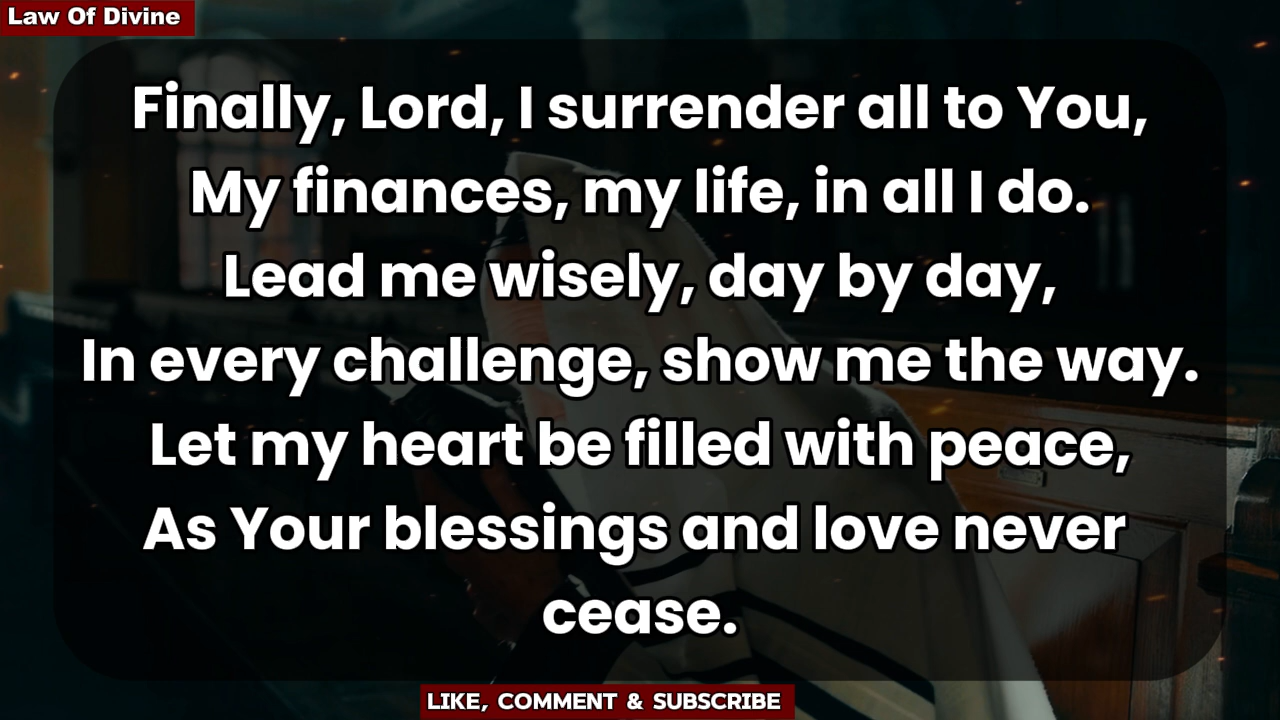 Law Of Divine
Finally, Lord, I surrender all to You,
My finances, my life, in all I do.
Lead me wisely, day by day,
In every challenge, show me the way.
Let my heart be filled with peace,
As Your blessings and love never
cease.
LIKE, COMMENT & SUBSCRIBE